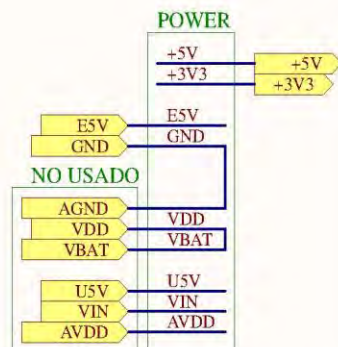 POWER
+5V +5V
+3V3 +3V3
E5V E5V
GND GND
NO USADO
AGND
VDD VDD
VBAT VBAT
U5V U5V
VIN VIN
AVDD AVDD